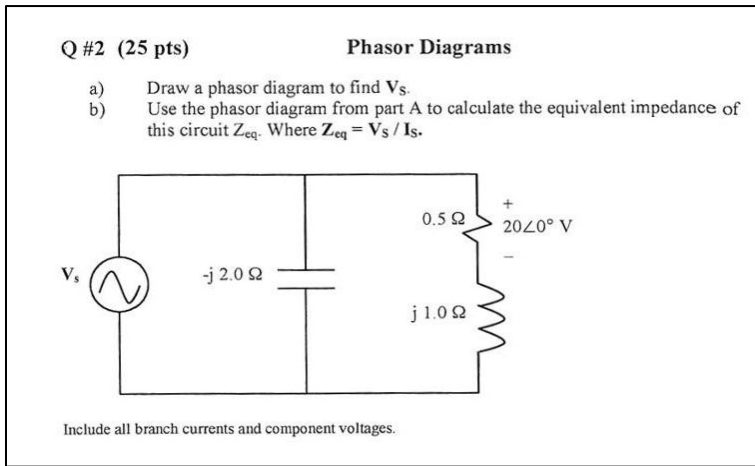 Q #2 (25 pts) Phasor Diagrams
a) Draw a phasor diagram to find Vs.
b) Use the phasor diagram from part A to calculate the equivalent impedance of
this circuit Zeq. Where Zeq = Vs / Is.
+
0.5 Ω
20∠0° V
−
Vs
-j 2.0 Ω
j 1.0 Ω
Include all branch currents and component voltages.